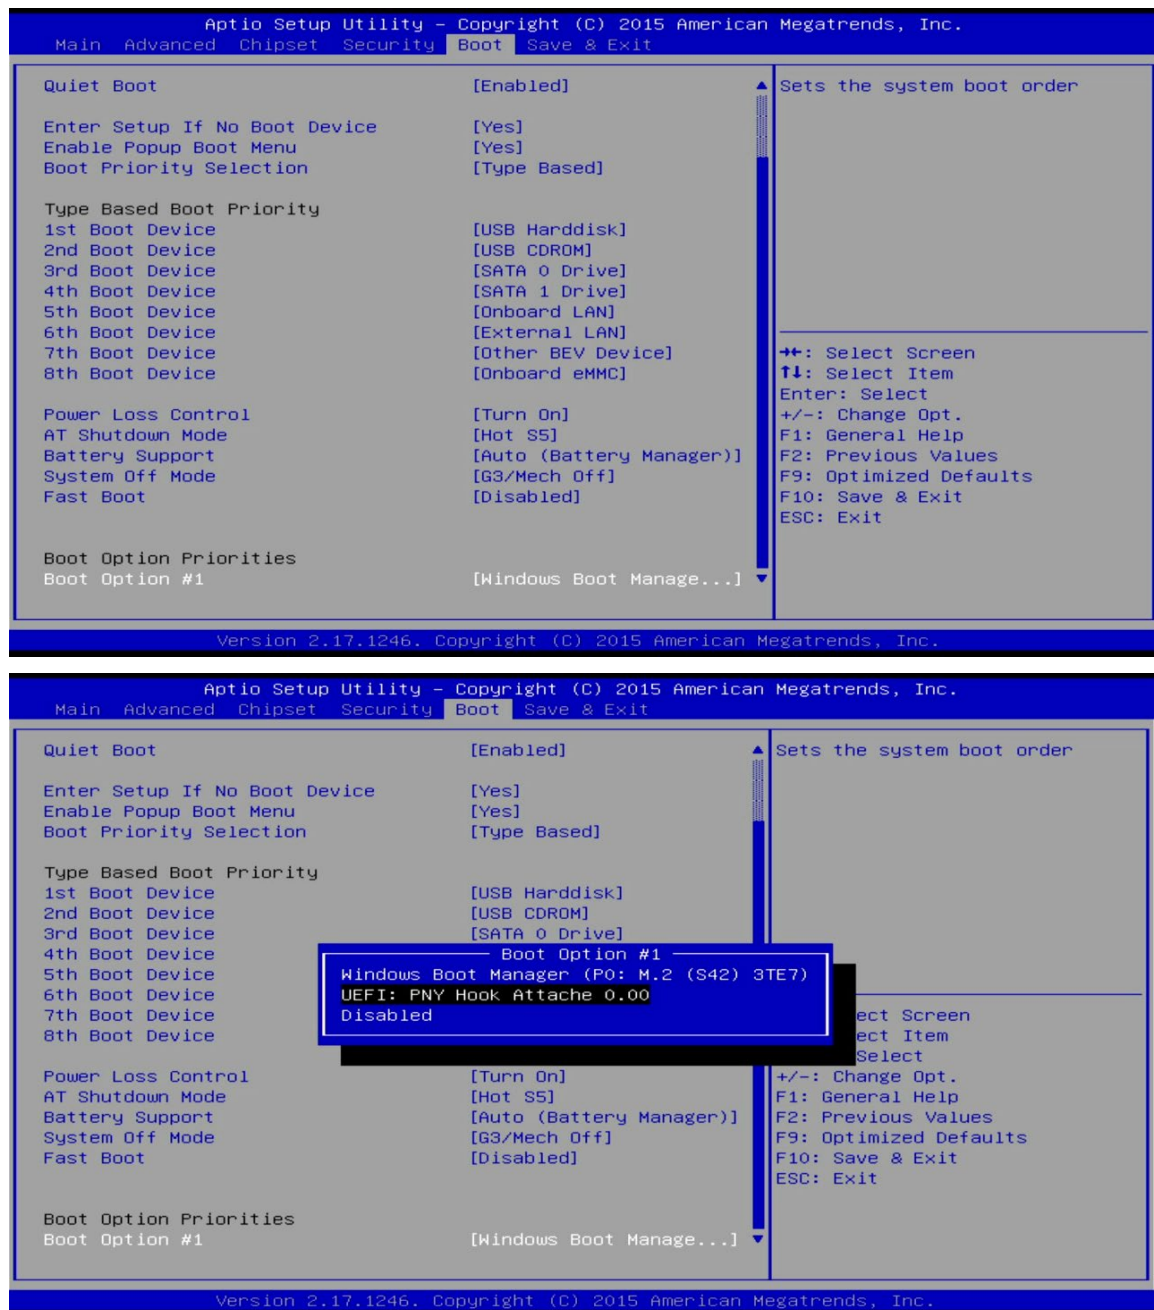 Aptio Setup Utility – Copyright (C) 2015 American Megatrends, Inc.
Main Advanced Chipset Security Boot Save & Exit
Quiet Boot [Enabled] Sets the system boot order
Enter Setup If No Boot Device [Yes]
Enable Popup Boot Menu [Yes]
Boot Priority Selection [Type Based]
Type Based Boot Priority
1st Boot Device [USB Harddisk]
2nd Boot Device [USB CDROM]
3rd Boot Device [SATA 0 Drive]
4th Boot Device [SATA 1 Drive]
5th Boot Device [Onboard LAN]
6th Boot Device [External LAN]
7th Boot Device [Other BEV Device] →←: Select Screen
8th Boot Device [Onboard eMMC] ↑↓: Select Item
Enter: Select
Power Loss Control [Turn On] +/-: Change Opt.
AT Shutdown Mode [Hot S5] F1: General Help
Battery Support [Auto (Battery Manager)] F2: Previous Values
System Off Mode [G3/Mech Off] F9: Optimized Defaults
Fast Boot [Disabled] F10: Save & Exit
ESC: Exit
Boot Option Priorities
Boot Option #1 [Windows Boot Manage...]
Version 2.17.1246. Copyright (C) 2015 American Megatrends, Inc.
Aptio Setup Utility – Copyright (C) 2015 American Megatrends, Inc.
Main Advanced Chipset Security Boot Save & Exit
Quiet Boot [Enabled] Sets the system boot order
Enter Setup If No Boot Device [Yes]
Enable Popup Boot Menu [Yes]
Boot Priority Selection [Type Based]
Type Based Boot Priority
1st Boot Device [USB Harddisk]
2nd Boot Device [USB CDROM]
3rd Boot Device [SATA 0 Drive]
4th Boot Device Boot Option #1
5th Boot Device Windows Boot Manager (P0: M.2 (S42) 3TE7)
6th Boot Device UEFI: PNY Hook Attache 0.00
7th Boot Device Disabled ect Screen
8th Boot Device ect Item
Select
Power Loss Control [Turn On] +/-: Change Opt.
AT Shutdown Mode [Hot S5] F1: General Help
Battery Support [Auto (Battery Manager)] F2: Previous Values
System Off Mode [G3/Mech Off] F9: Optimized Defaults
Fast Boot [Disabled] F10: Save & Exit
ESC: Exit
Boot Option Priorities
Boot Option #1 [Windows Boot Manage...]
Version 2.17.1246. Copyright (C) 2015 American Megatrends, Inc.